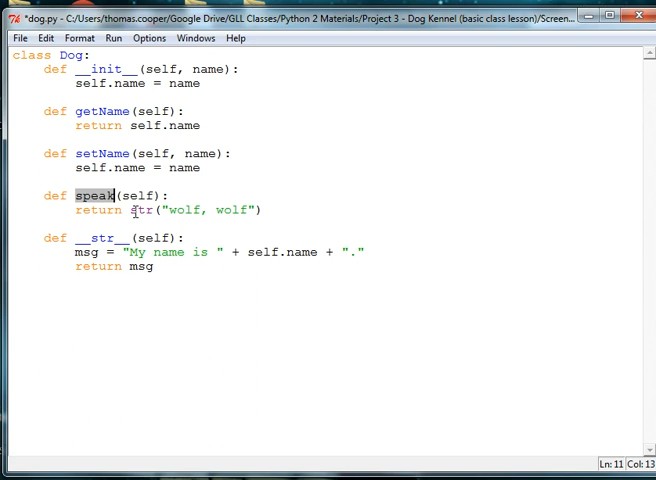 *dog.py - C:/Users/thomas.cooper/Google Drive/GLL Classes/Python 2 Materials/Project 3 - Dog Kennel (basic class lesson)/Screen...
File Edit Format Run Options Windows Help
class Dog:
    def __init__(self, name):
        self.name = name
    def getName(self):
        return self.name
    def setName(self, name):
        self.name = name
    def speak(self):
        return str("wolf, wolf")
    def __str__(self):
        msg = "My name is " + self.name + "."
        return msg
Ln: 11 Col: 13